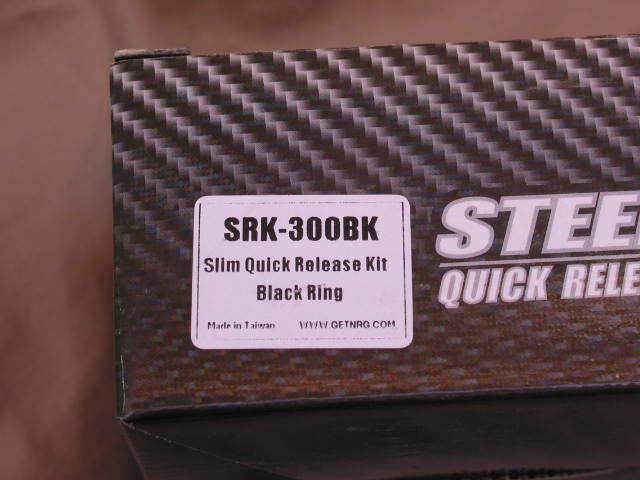 SRK-300BK
Slim Quick Release Kit
Black Ring
Made in Taiwan WWW.GETNRG.COM
STEE
QUICK RELE